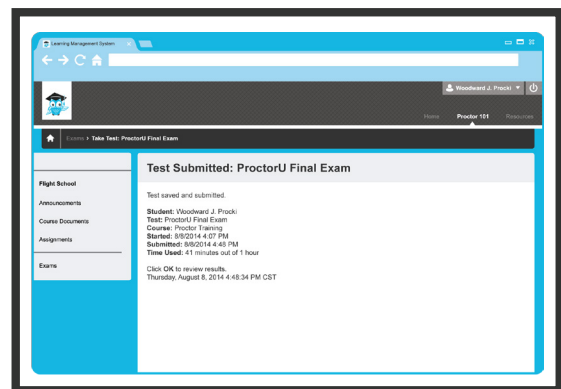 Learning Management System
Woodward J. Procki
Home Proctor 101 Resources
Exams > Take Test: ProctorU Final Exam
Flight School
Announcements
Course Documents
Assignments
Exams
Test Submitted: ProctorU Final Exam
Test saved and submitted.
Student: Woodward J. Procki
Test: ProctorU Final Exam
Course: Proctor Training
Started: 8/8/2014 4:07 PM
Submitted: 8/8/2014 4:48 PM
Time Used: 41 minutes out of 1 hour
Click OK to review results.
Thursday, August 8, 2014 4:48:34 PM CST